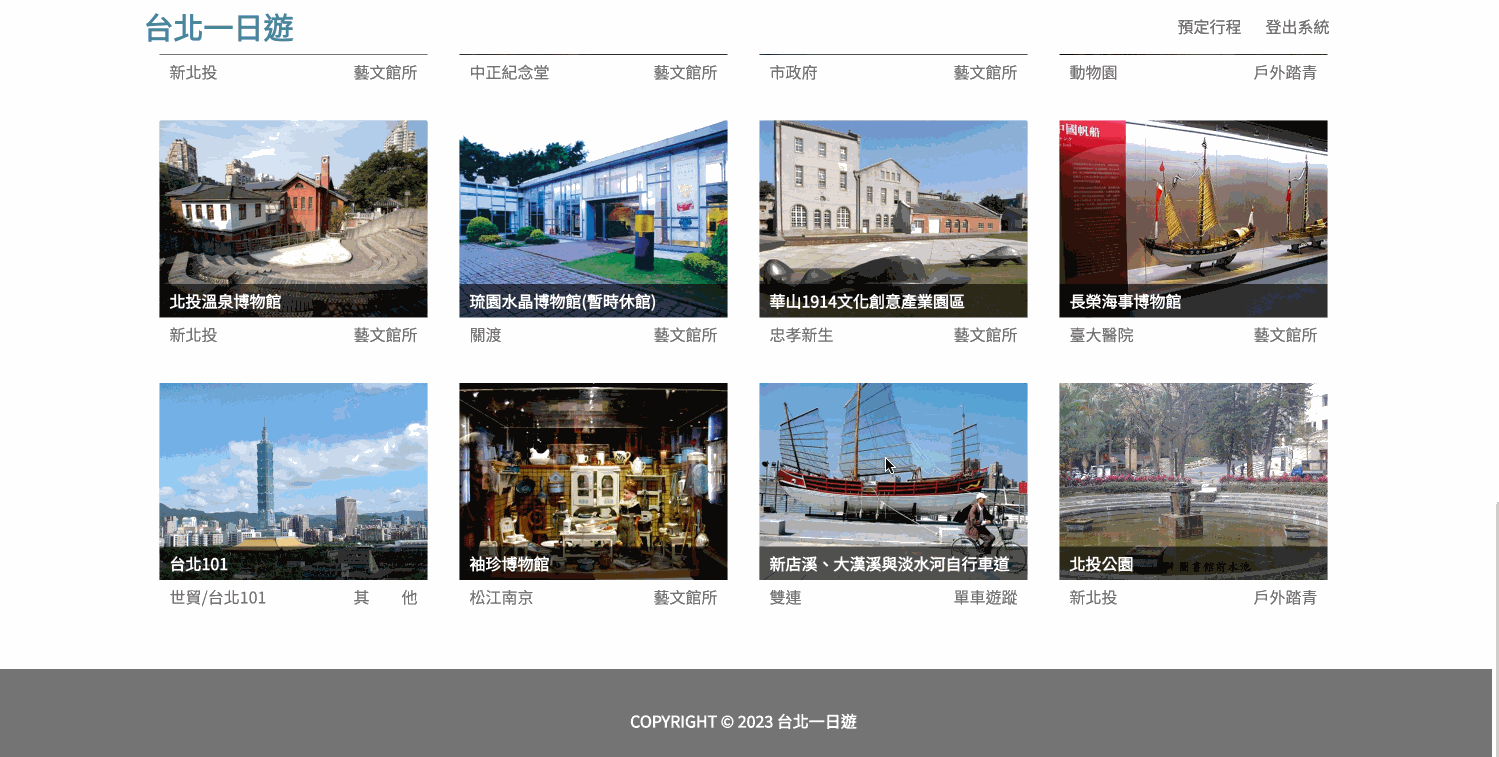 台北一日遊
預定行程 登出系統
新北投 藝文館所
中正紀念堂 藝文館所
市政府 藝文館所
動物園 戶外踏青
國帆船
北投溫泉博物館
琉園水晶博物館(暫時休館)
華山1914文化創意產業園區
長榮海事博物館
新北投 藝文館所
關渡 藝文館所
忠孝新生 藝文館所
臺大醫院 藝文館所
台北101
袖珍博物館
新店溪、大漢溪與淡水河自行車道
北投公園
世貿/台北101 其 他
松江南京 藝文館所
雙連 單車遊蹤
新北投 戶外踏青
COPYRIGHT © 2023 台北一日遊